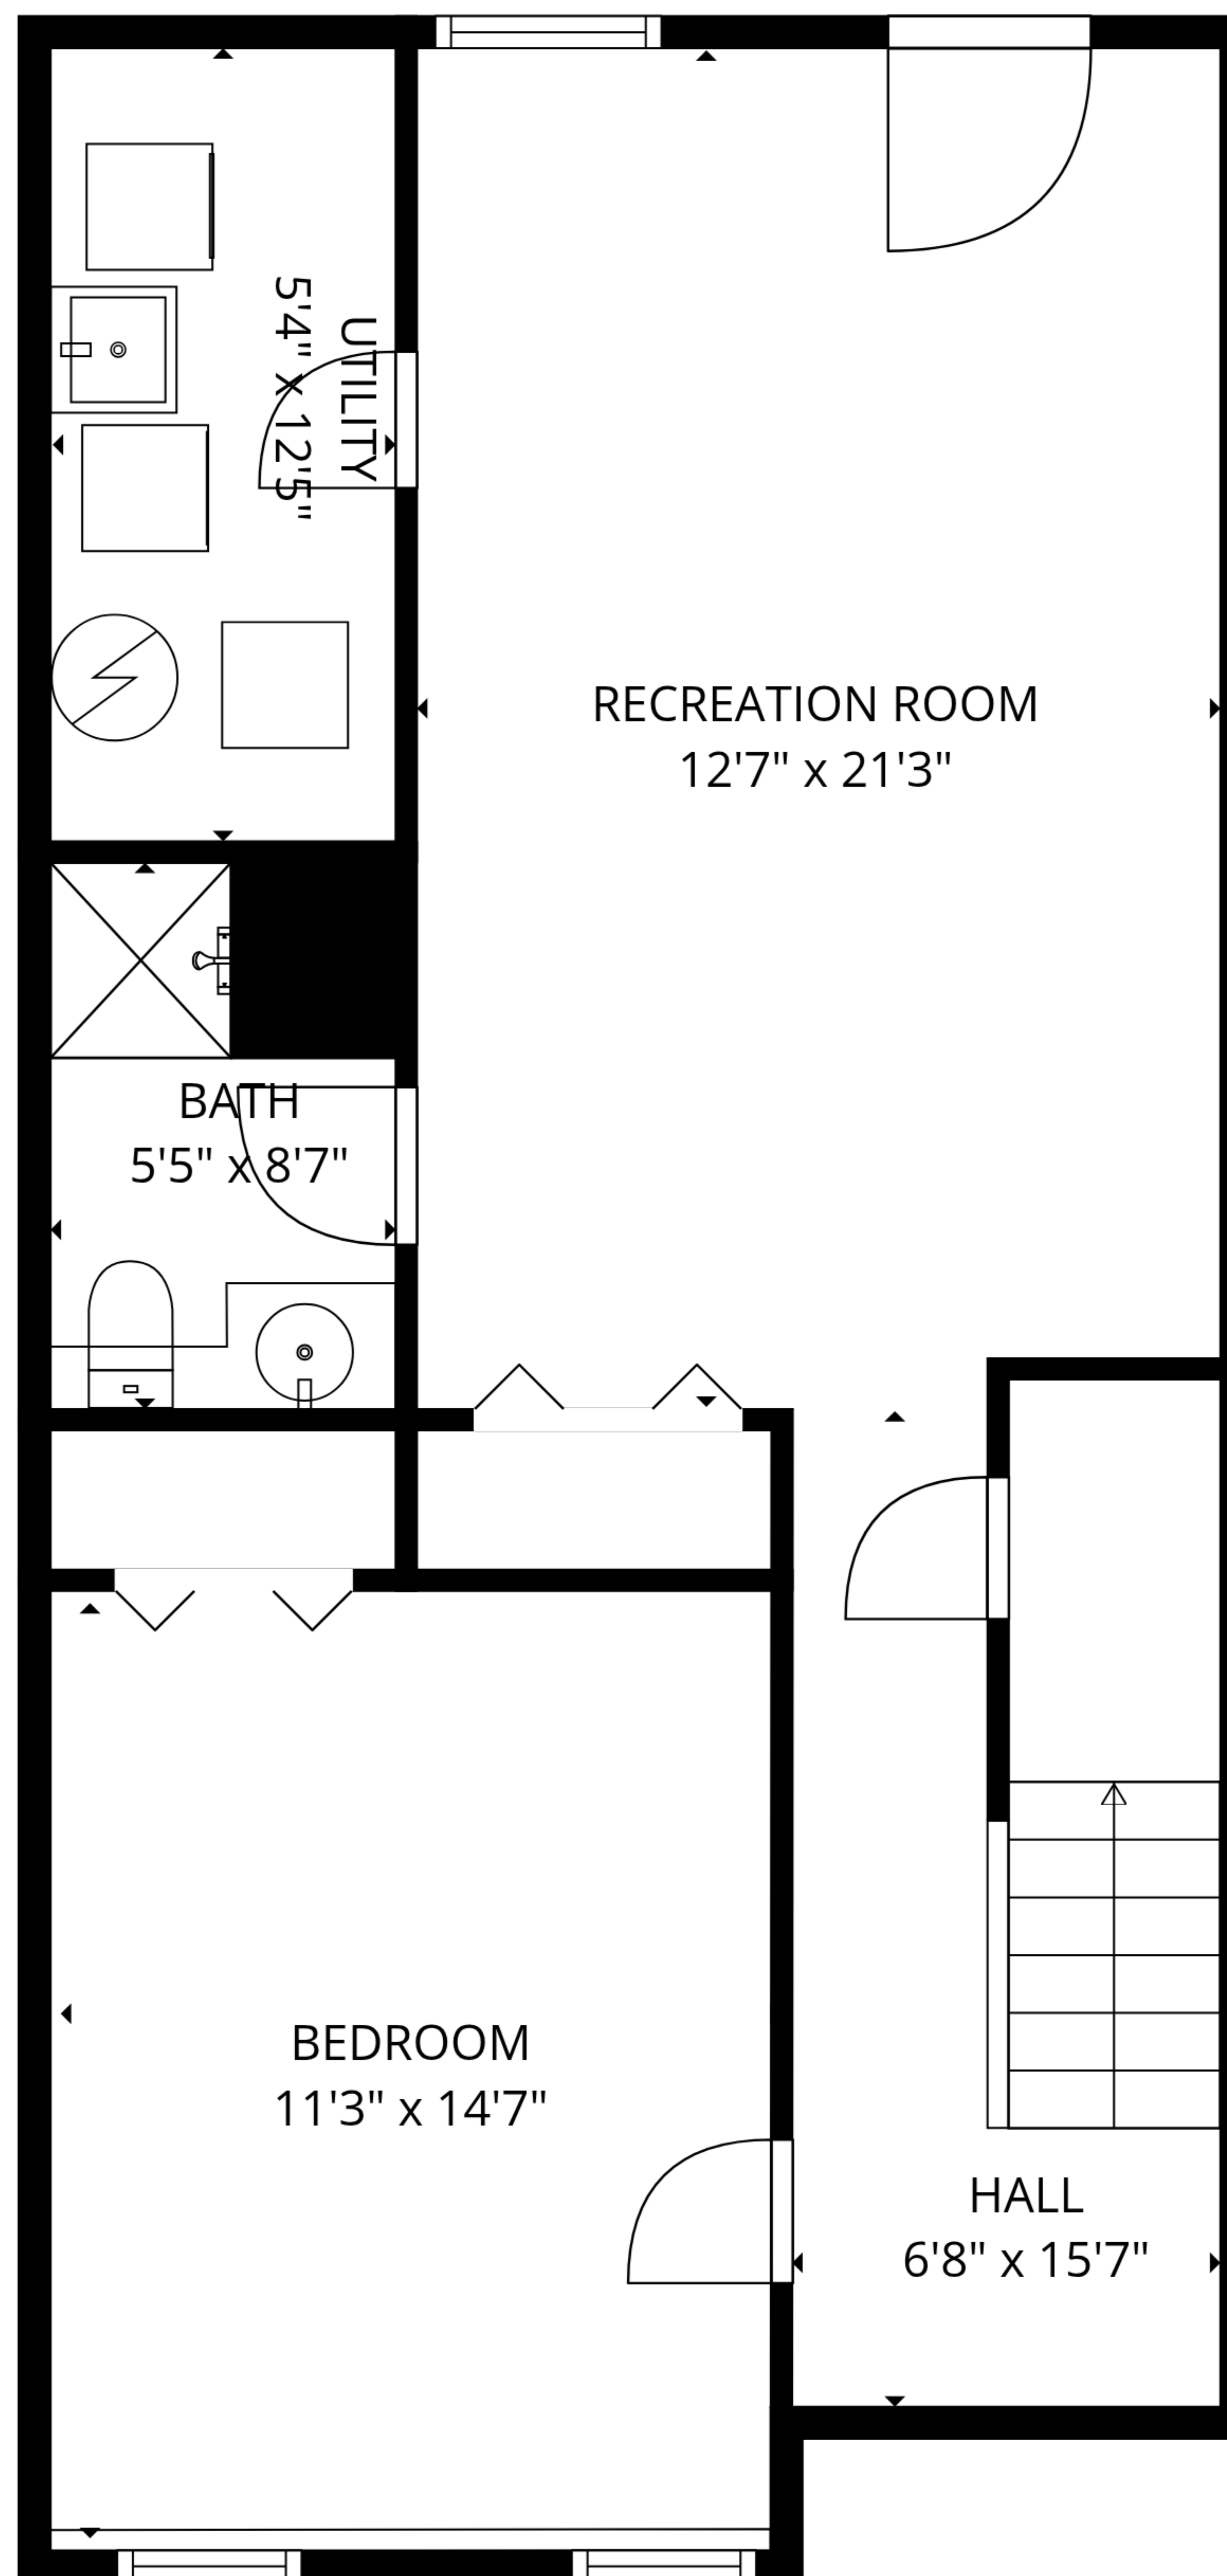 UTILITY
5'4" x 12'5"
RECREATION ROOM
12'7" x 21'3"
BATH
5'5" x 8'7"
BEDROOM
11'3" x 14'7"
HALL
6'8" x 15'7"